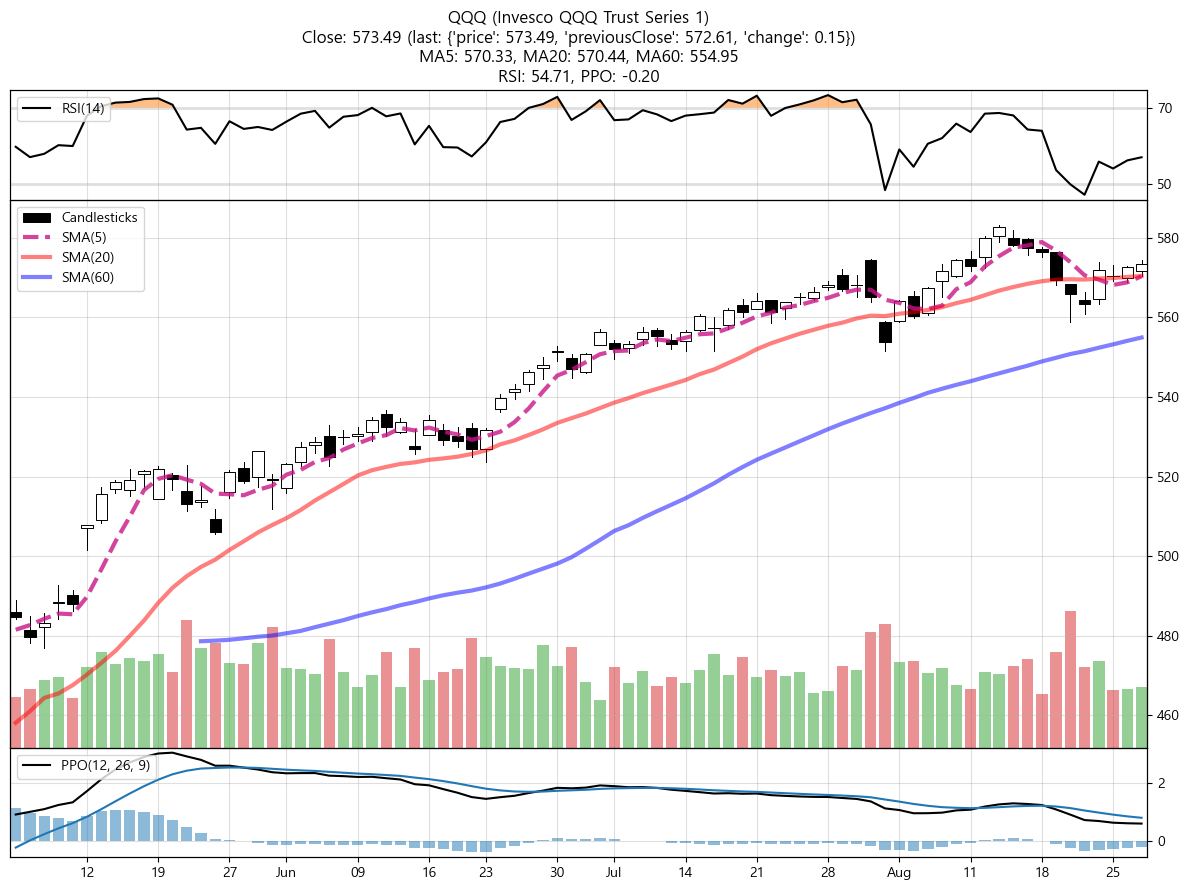 QQQ (Invesco QQQ Trust Series 1)
Close: 573.49 (last: {'price': 573.49, 'previousClose': 572.61, 'change': 0.15})
MA5: 570.33, MA20: 570.44, MA60: 554.95
RSI: 54.71, PPO: -0.20
RSI(14)
70
50
Candlesticks
SMA(5)
SMA(20)
SMA(60)
580
560
540
520
500
480
460
PPO(12, 26, 9)
2
0
12 19 27 Jun 09 16 23 30 Jul 14 21 28 Aug 11 18 25